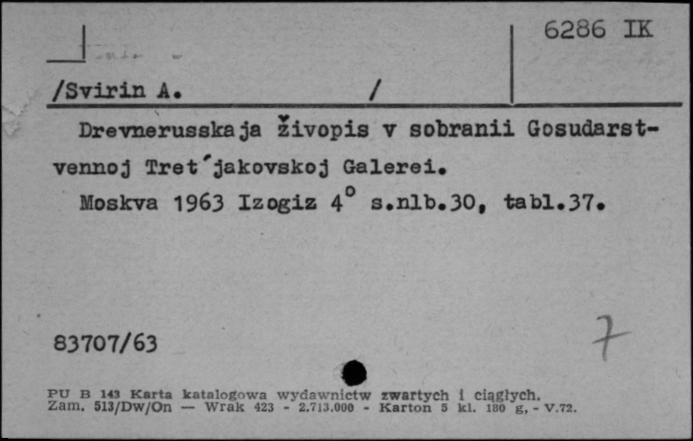 6286 IK
/Svirin A. /
Drevnerusskaja živopis v sobranii Gosudarst-
vennoj Tret´jakovskoj Galerei.
Moskva 1963 Izogiz 4° s.nlb.30, tabl.37.
83707/63
7
PU B 143 Karta katalogowa wydawnictw zwartych i ciągłych.
Zam. 513/Dw/On — Wrak 423 - 2.713.000 - Karton 5 kl. 180 g, - V.72.